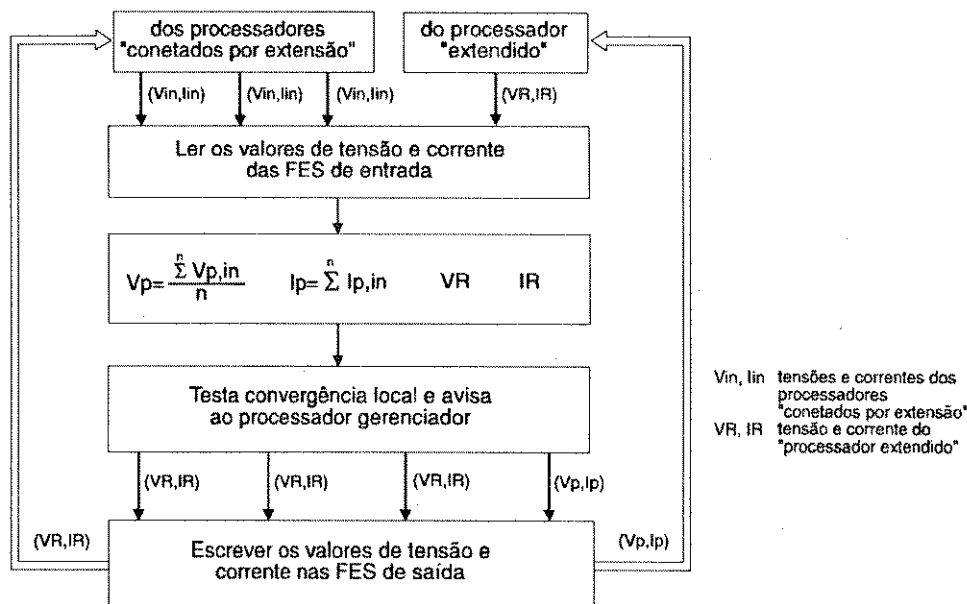 dos processadores
"conetados por extensão"
do processador
"extendido"
(Vin,Iin)
(Vin,Iin)
(Vin,Iin)
(VR,IR)
Ler os valores de tensão e corrente
das FES de entrada
Vp= Σ^n Vp,in / n   Ip= Σ^n Ip,in   VR   IR
Testa convergência local e avisa
ao processador gerenciador
(VR,IR)
(VR,IR)
(VR,IR)
(Vp,Ip)
(VR,IR)
Escrever os valores de tensão e
corrente nas FES de saída
(Vp,Ip)
Vin, Iin tensões e correntes dos
processadores
"conetados por extensão"
VR, IR tensão e corrente do
"processador extendido"